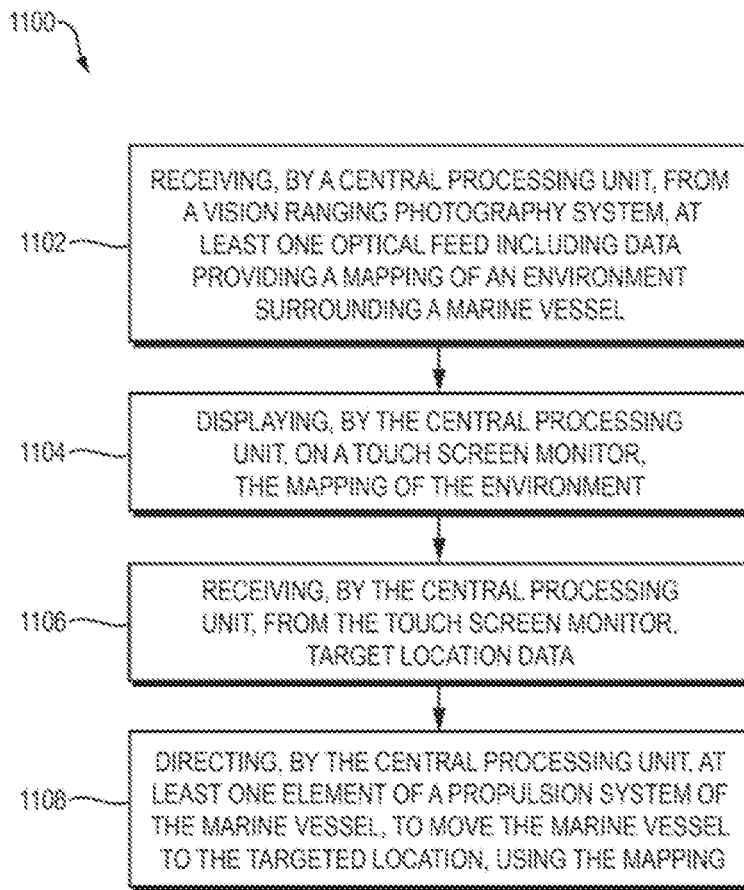 1100
RECEIVING, BY A CENTRAL PROCESSING UNIT, FROM
A VISION RANGING PHOTOGRAPHY SYSTEM, AT
LEAST ONE OPTICAL FEED INCLUDING DATA
PROVIDING A MAPPING OF AN ENVIRONMENT
SURROUNDING A MARINE VESSEL
1102
DISPLAYING, BY THE CENTRAL PROCESSING
UNIT, ON A TOUCH SCREEN MONITOR,
THE MAPPING OF THE ENVIRONMENT
1104
RECEIVING, BY THE CENTRAL PROCESSING
UNIT, FROM THE TOUCH SCREEN MONITOR,
TARGET LOCATION DATA
1106
DIRECTING, BY THE CENTRAL PROCESSING UNIT, AT
LEAST ONE ELEMENT OF A PROPULSION SYSTEM OF
THE MARINE VESSEL, TO MOVE THE MARINE VESSEL
TO THE TARGETED LOCATION, USING THE MAPPING
1108